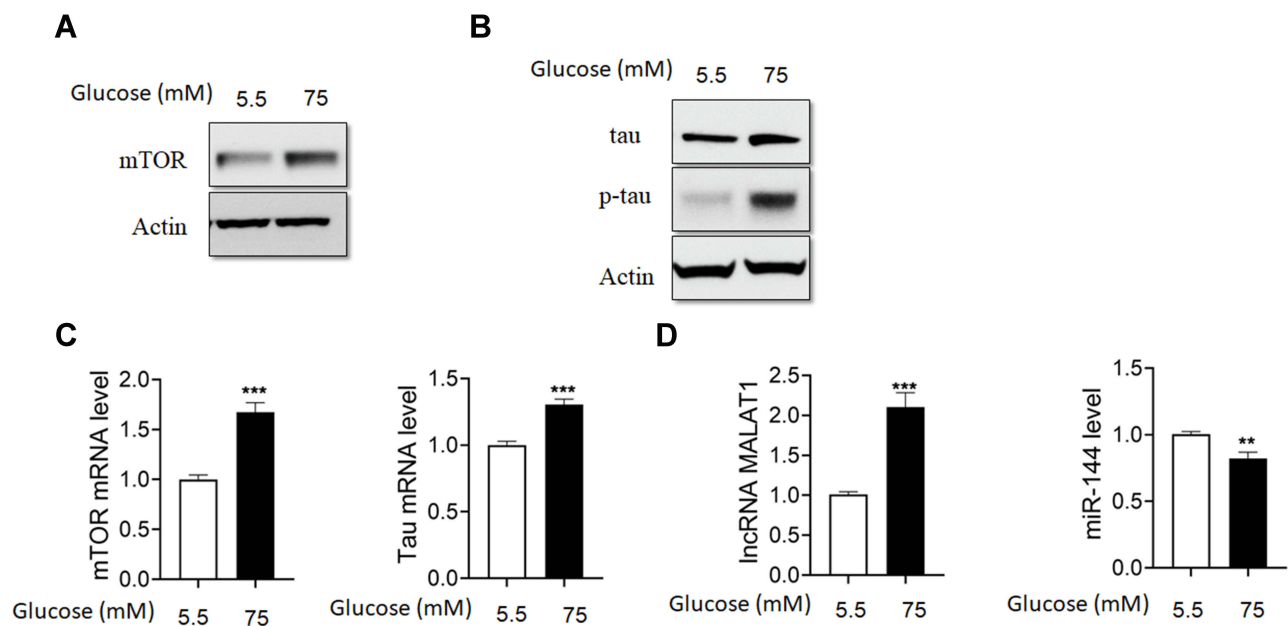 A
Glucose (mM) 5.5 75
mTOR
Actin
B
Glucose (mM) 5.5 75
tau
p-tau
Actin
C
mTOR mRNA level
2.0
1.5
1.0
0.5
0.0
***
Glucose (mM) 5.5 75
Tau mRNA level
1.5
1.0
0.5
0.0
***
Glucose (mM) 5.5 75
D
lncRNA MALAT1
2.5
2.0
1.5
1.0
0.5
0.0
***
Glucose (mM) 5.5 75
miR-144 level
1.5
1.0
0.5
0.0
**
Glucose (mM) 5.5 75